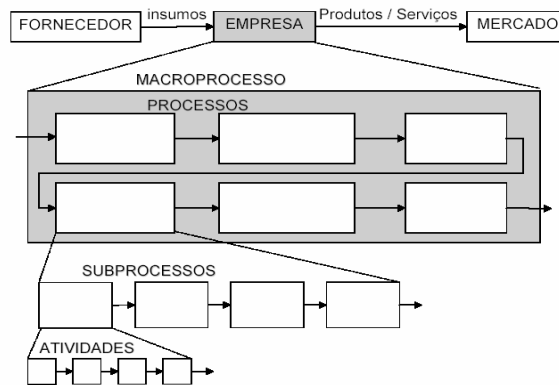 FORNECEDOR insumos EMPRESA Produtos / Serviços MERCADO
MACROPROCESSO
PROCESSOS
SUBPROCESSOS
ATIVIDADES